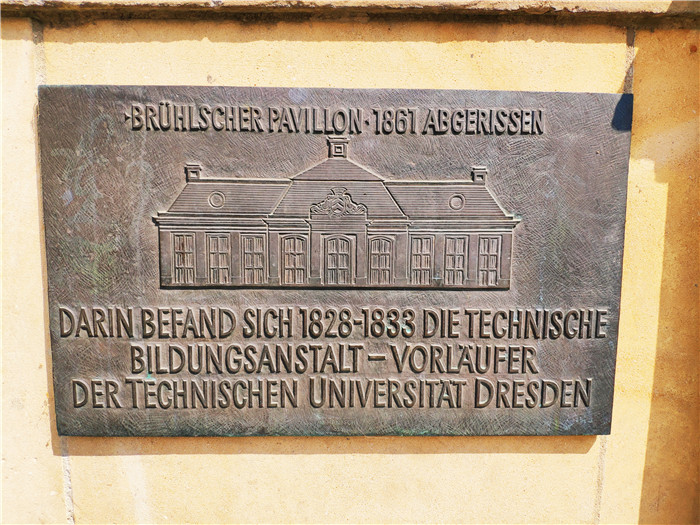 ·BRÜHLSCHER PAVILLON · 1861 ABGERISSEN
DARIN BEFAND SICH 1828-1833 DIE TECHNISCHE
BILDUNGSANSTALT – VORLÄUFER
DER TECHNISCHEN UNIVERSITÄT DRESDEN